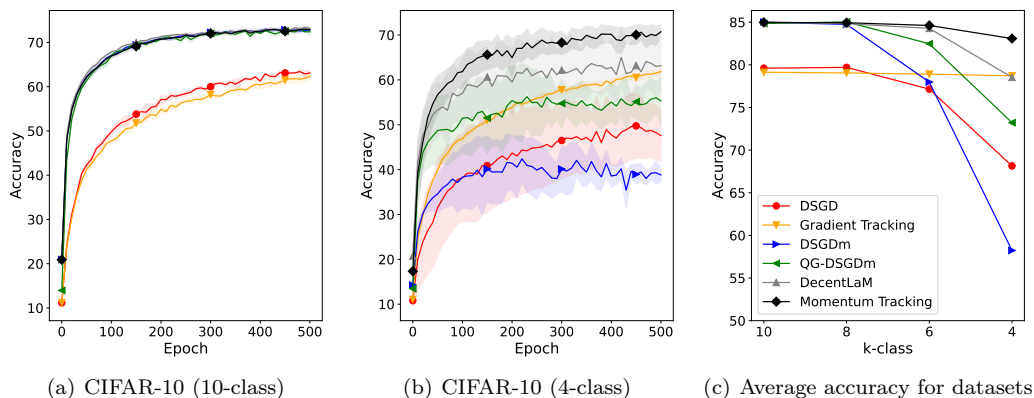 70
60
50
40
30
20
10
0
100
200
300
400
500
Accuracy
Epoch
(a) CIFAR-10 (10-class)
70
60
50
40
30
20
10
0
100
200
300
400
500
Accuracy
Epoch
(b) CIFAR-10 (4-class)
85
80
75
70
65
60
55
50
10
8
6
4
Accuracy
k-class
DSGD
Gradient Tracking
DSGDm
QG-DSGDm
DecentLaM
Momentum Tracking
(c) Average accuracy for datasets